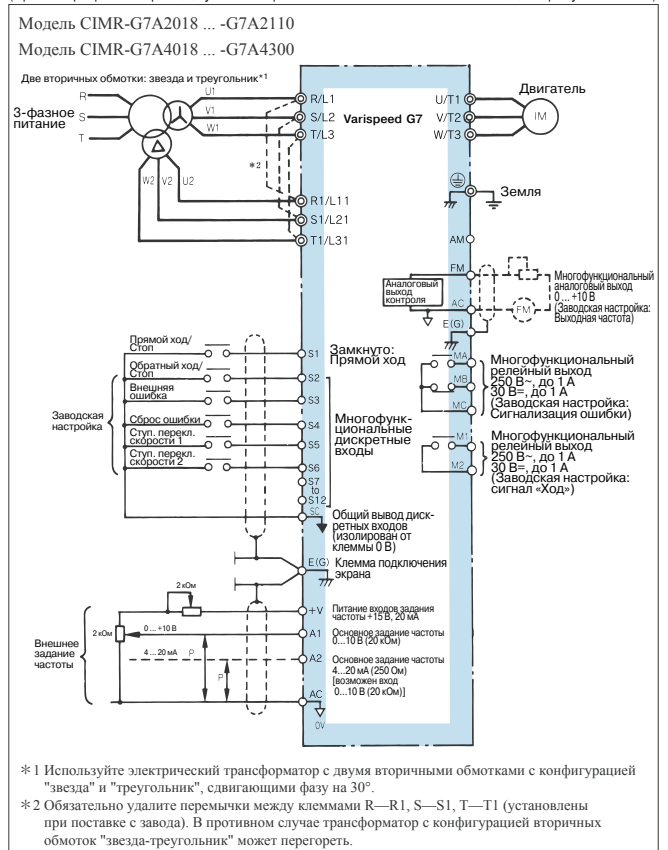 Модель CIMR-G7A2018 ... -G7A2110
Модель CIMR-G7A4018 ... -G7A4300
Две вторичных обмотки: звезда и треугольник*1
3-фазное питание
R
S
T
U1
V1
W1
W2
V2
U2
*2
R/L1
S/L2
T/L3
R1/L11
S1/L21
T1/L31
Varispeed G7
U/T1
V/T2
W/T3
Двигатель
IM
Земля
AM
FM
AC
E(G)
Аналоговый
выход
контроля
FM
Многофункциональный
аналоговый выход
0 ... +10 В
(Заводская настройка:
Выходная частота)
MA
MB
MC
Многофункциональный
релейный выход
250 В~, до 1 А
30 В=, до 1 А
(Заводская настройка:
Сигнализация ошибки)
M1
M2
Многофункциональный
релейный выход
250 В~, до 1 А
30 В=, до 1 А
(Заводская настройка:
сигнал «Ход»)
Заводская
настройка
Прямой ход/
Стоп
Обратный ход/
Стоп
Внешняя
ошибка
Сброс ошибки
Ступ. перекл.
скорости 1
Ступ. перекл.
скорости 2
S1
S2
S3
S4
S5
S6
S7
to
S12
SC
Замкнуто:
Прямой ход
Многофунк-
циональные
дискретные
входы
Общий вывод диск-
ретных входов
(изолирован от
клеммы 0 В)
E(G)
Клемма подключения
экрана
Внешнее
задание
частоты
2 кОм
2 кОм
0 ... +10 В
4 ... 20 мА
P
P
+V
A1
A2
AC
0V
Питание входов задания
частоты +15 В, 20 мА
Основное задание частоты
0...10 В (20 кОм)
Основное задание частоты
4...20 мА (250 Ом)
[возможен вход
0...10 В (20 кОм)]
*1 Используйте электрический трансформатор с двумя вторичными обмотками с конфигурацией
"звезда" и "треугольник", сдвигающими фазу на 30°.
*2 Обязательно удалите перемычки между клеммами R—R1, S—S1, T—T1 (установлены
при поставке с завода). В противном случае трансформатор с конфигурацией вторичных
обмоток "звезда-треугольник" может перегореть.